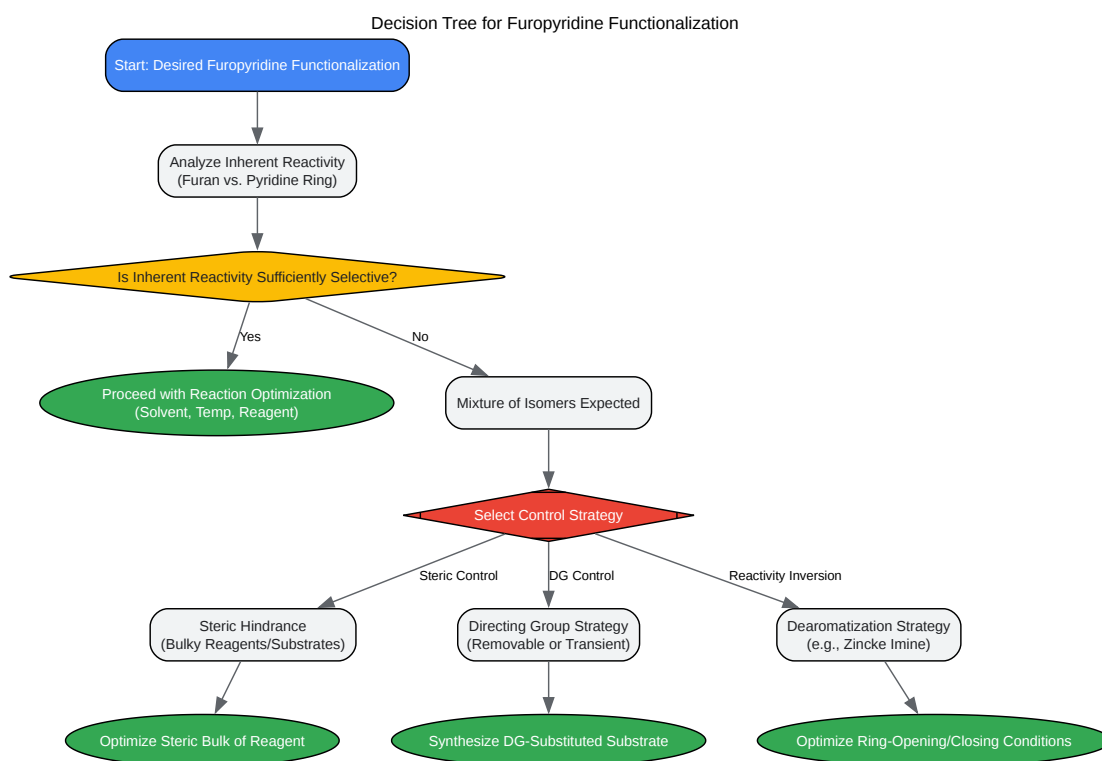 Decision Tree for Furopyridine Functionalization
Start: Desired Furopyridine Functionalization
Analyze Inherent Reactivity
(Furan vs. Pyridine Ring)
Is Inherent Reactivity Sufficiently Selective?
Yes
No
Proceed with Reaction Optimization
(Solvent, Temp, Reagent)
Mixture of Isomers Expected
Select Control Strategy
Steric Control
DG Control
Reactivity Inversion
Steric Hindrance
(Bulky Reagents/Substrates)
Directing Group Strategy
(Removable or Transient)
Dearomatization Strategy
(e.g., Zincke Imine)
Optimize Steric Bulk of Reagent
Synthesize DG-Substituted Substrate
Optimize Ring-Opening/Closing Conditions